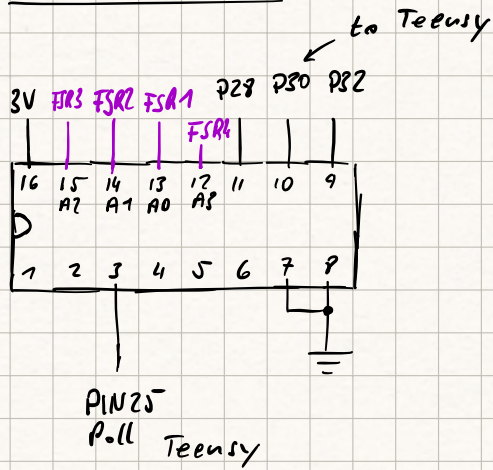 to Teensy
3V FSR3 FSR2 FSR1 FSR4 P28 P30 P32
16 15 14 13 12 11 10 9
A2 A1 A0 A3
1 2 3 4 5 6 7 8
PIN25
Poll
Teensy